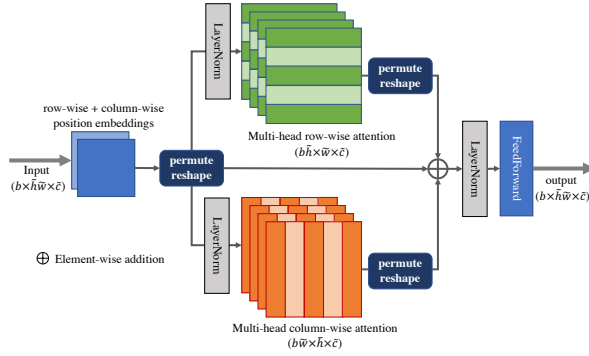 row-wise + column-wise
position embeddings
Input
(b×h̃w̃×c̃)
permute
reshape
LayerNorm
Multi-head row-wise attention
(bh̃×w̃×c̃)
permute
reshape
LayerNorm
Multi-head column-wise attention
(bw̃×h̃×c̃)
permute
reshape
LayerNorm
FeedForward
output
(b×h̃w̃×c̃)
⊕ Element-wise addition